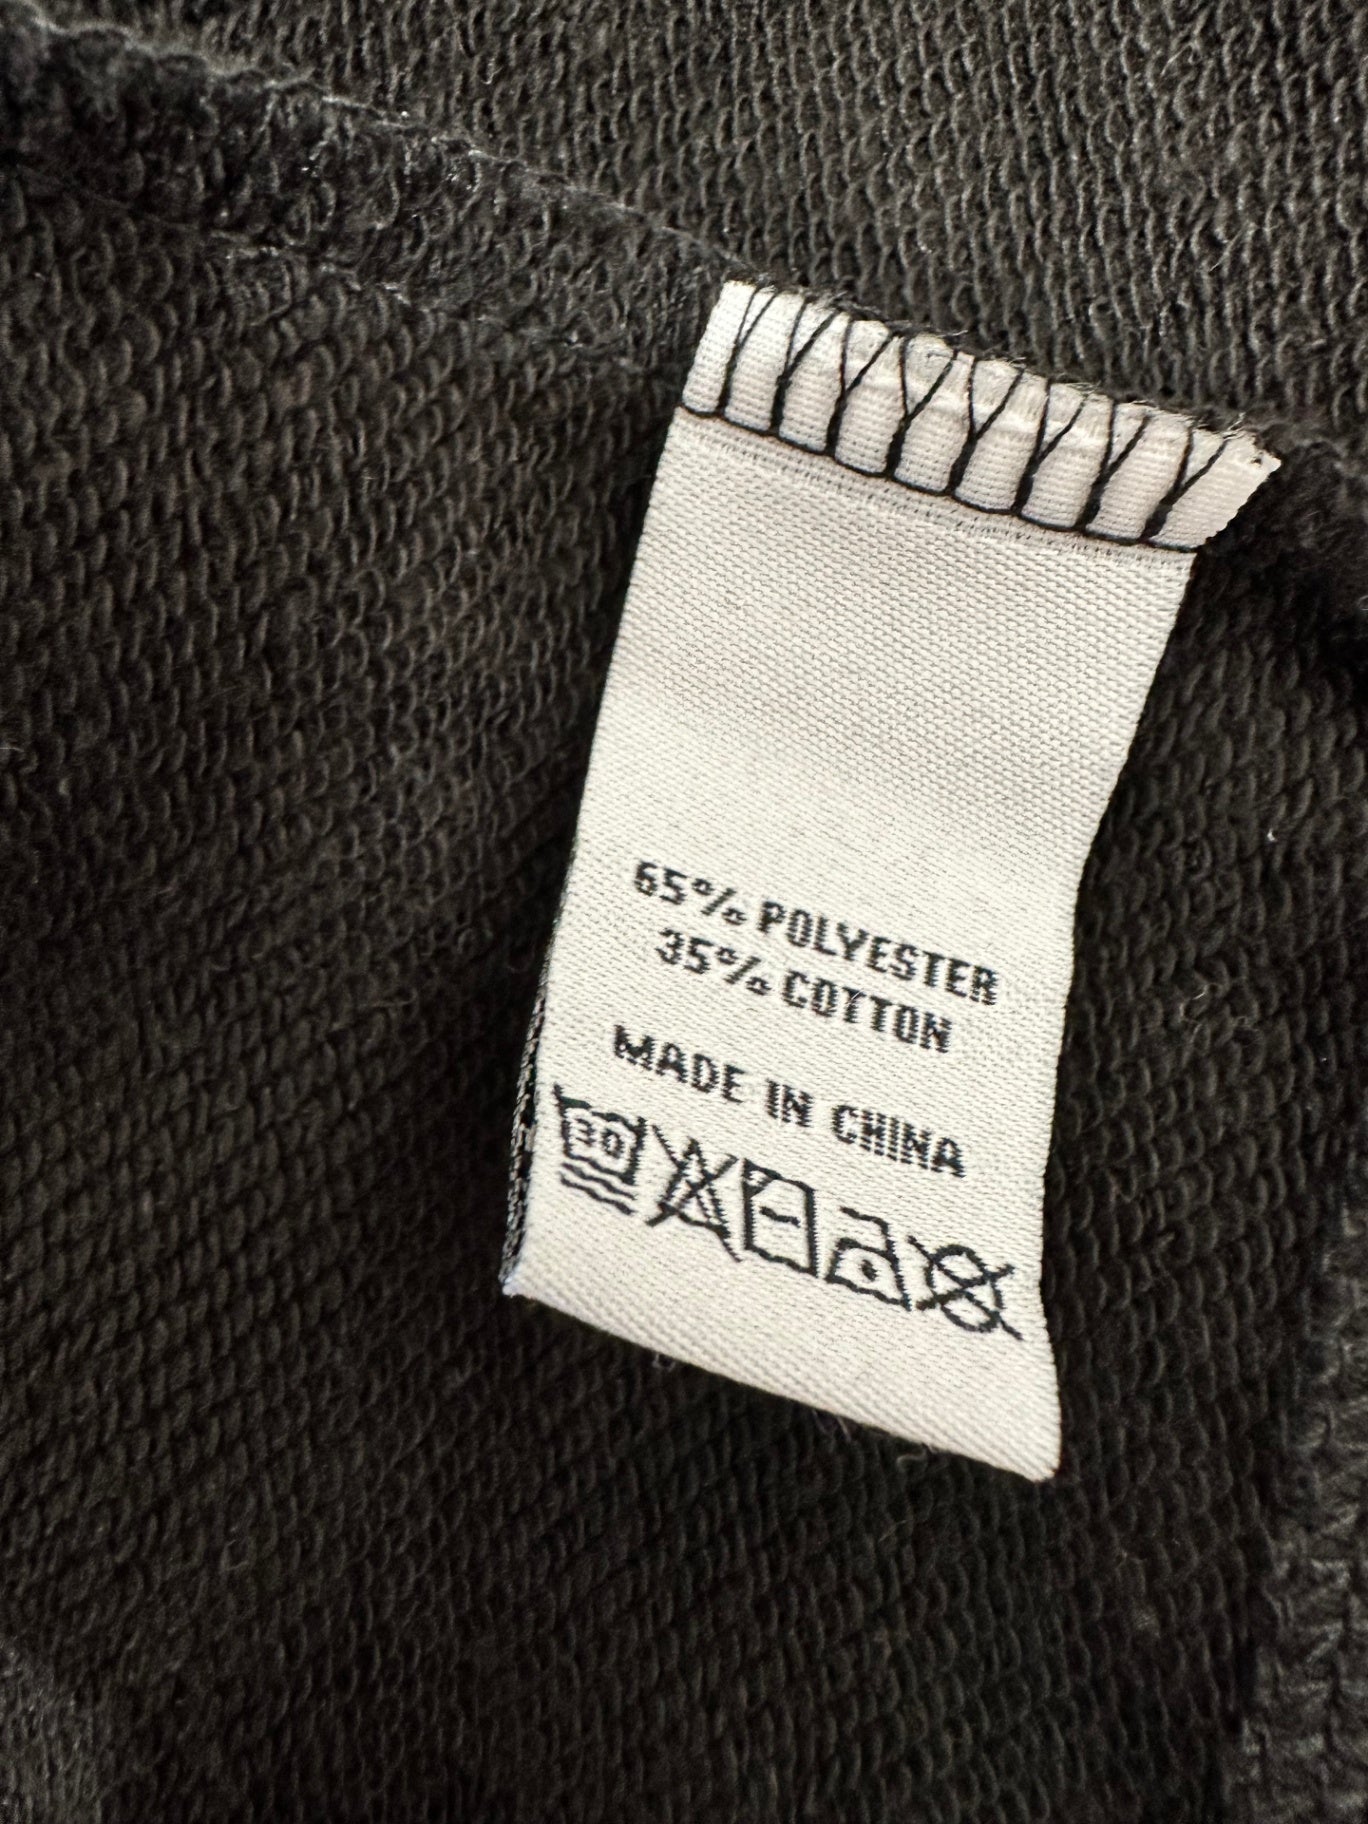 65% POLYESTER
35% COTTON
MADE IN CHINA
30